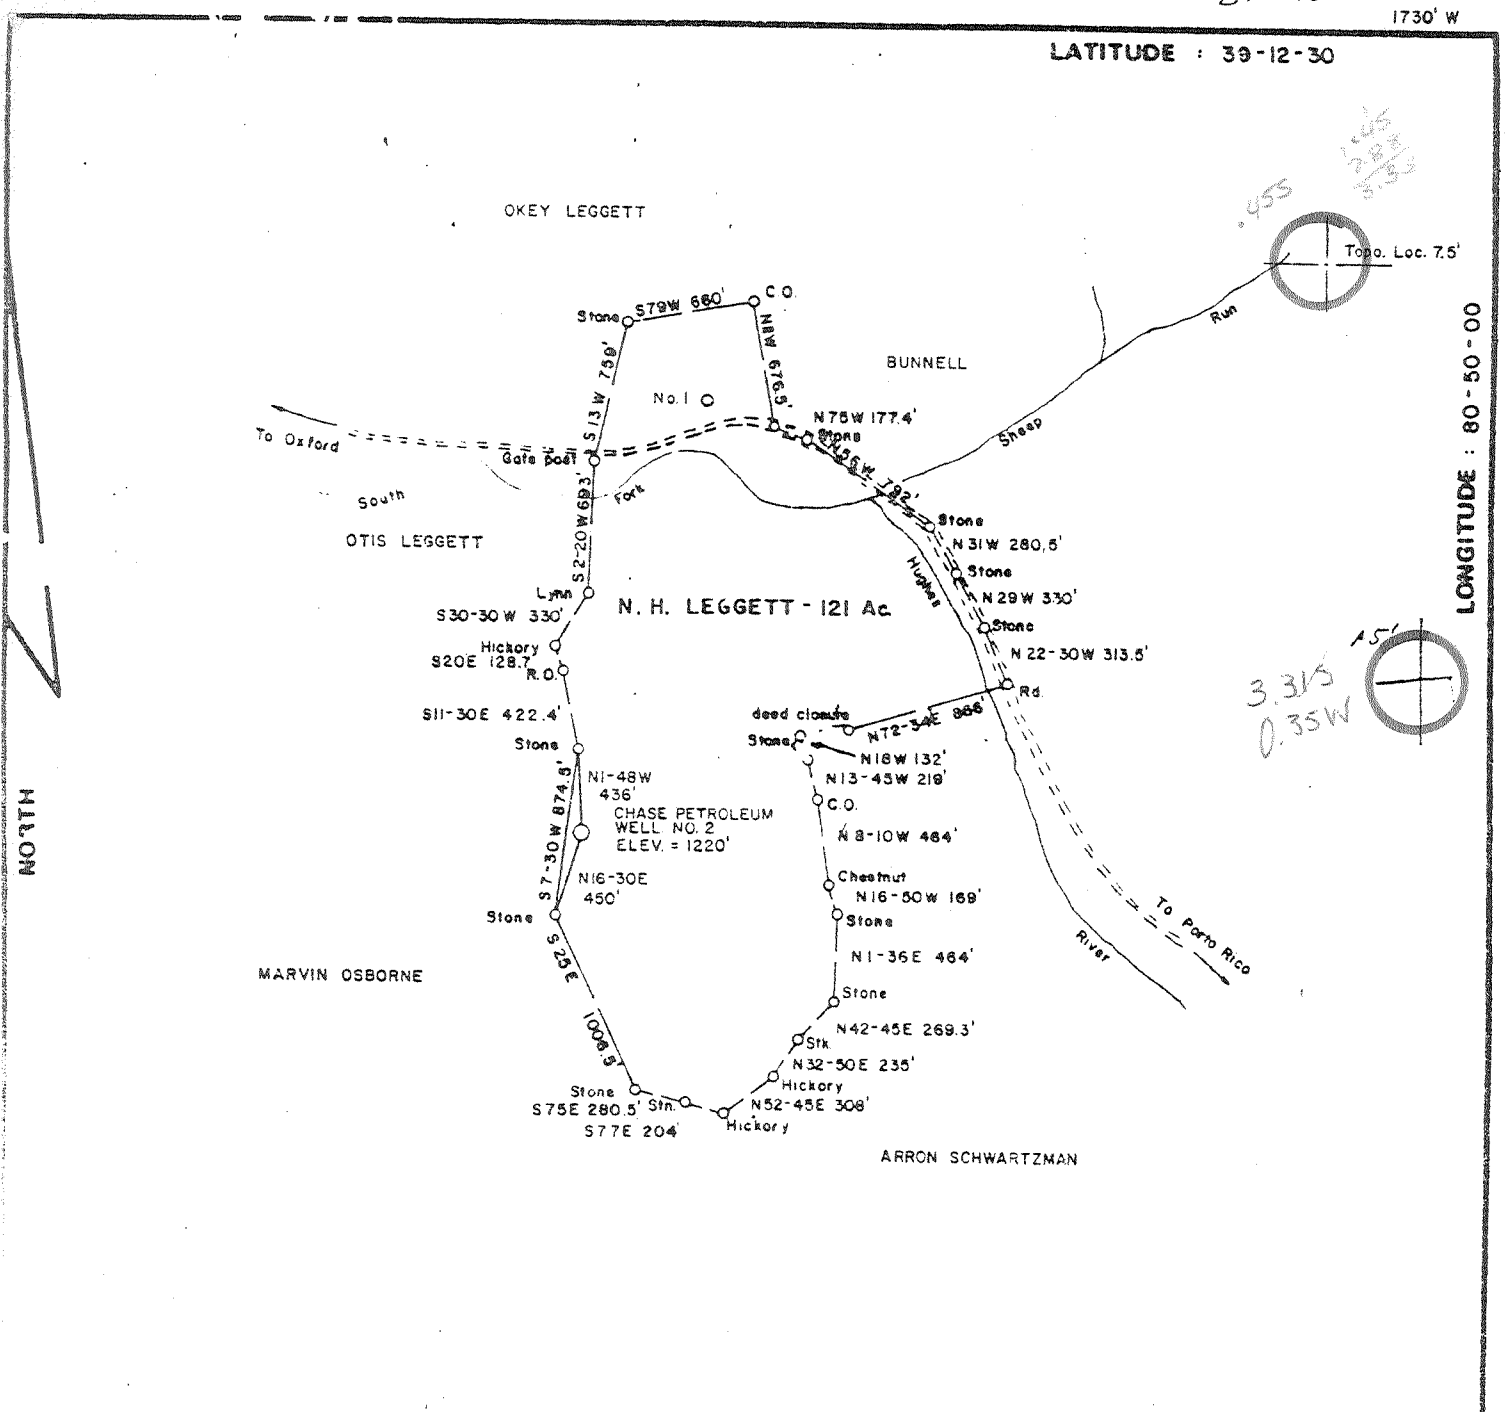 1730' W
LATITUDE : 39-12-30
.455
Topo. Loc. 7.5'
OKEY LEGGETT
C.O.
S79W 660'
Stone
Run
N8W 676.5'
S13W 759'
BUNNELL
No. 1
N75W 177.4'
Stone
Sheep
To Oxford
Gate post
N56W 792'
South
Fork
S2-20W 693'
Stone
OTIS LEGGETT
N31W 280.5'
Stone
Hughes
Lynn
N. H. LEGGETT - 121 Ac.
N29W 330'
S30-30W 330'
Stone
Hickory
N22-30W 313.5'
S20E 128.7'
R.O.
Rd.
LONGITUDE : 80-50-00
15'
3.31S
0.35W
S11-30E 422.4'
deed closure
N72-34E 866'
Stone
Stone
N18W 132'
N13-45W 219'
N1-48W
436'
C.O.
CHASE PETROLEUM
WELL NO. 2
ELEV. = 1220'
N8-10W 464'
S7-30W 874.5'
NORTH
N16-30E
450'
Chestnut
N16-50W 169'
Stone
Stone
To Porto Rico
S25E 1006.5'
N1-36E 464'
River
MARVIN OSBORNE
Stone
N42-45E 269.3'
Stk.
N32-50E 235'
Hickory
Stone
S75E 280.5'
Stn.
N52-45E 308'
S77E 204'
Hickory
ARRON SCHWARTZMAN